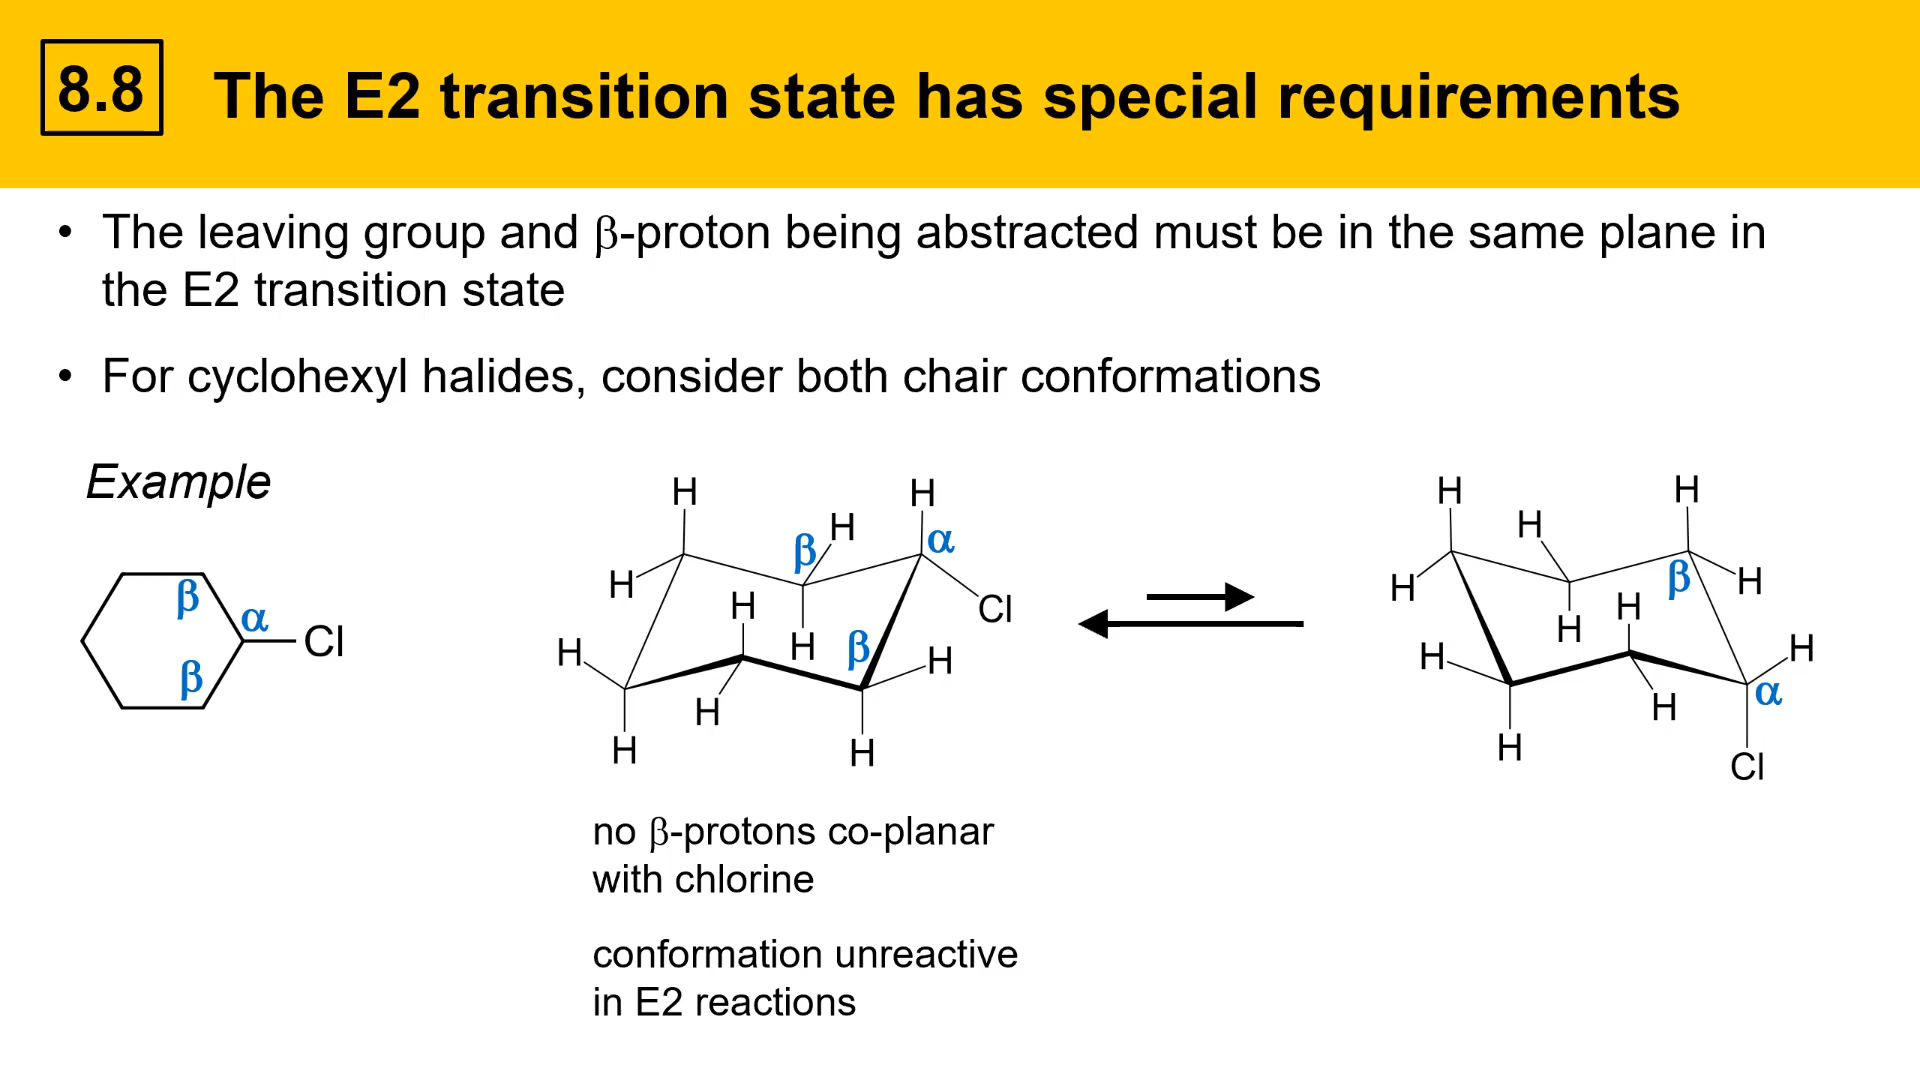 8.8 The E2 transition state has special requirements
• The leaving group and β-proton being abstracted must be in the same plane in
the E2 transition state
• For cyclohexyl halides, consider both chair conformations
Example
β
α
Cl
β
H
H
H
β
α
H
H
Cl
H
H
β
H
H
H
H
H
H
H
H
β
H
H
H
H
H
H
α
H
H
Cl
no β-protons co-planar
with chlorine
conformation unreactive
in E2 reactions